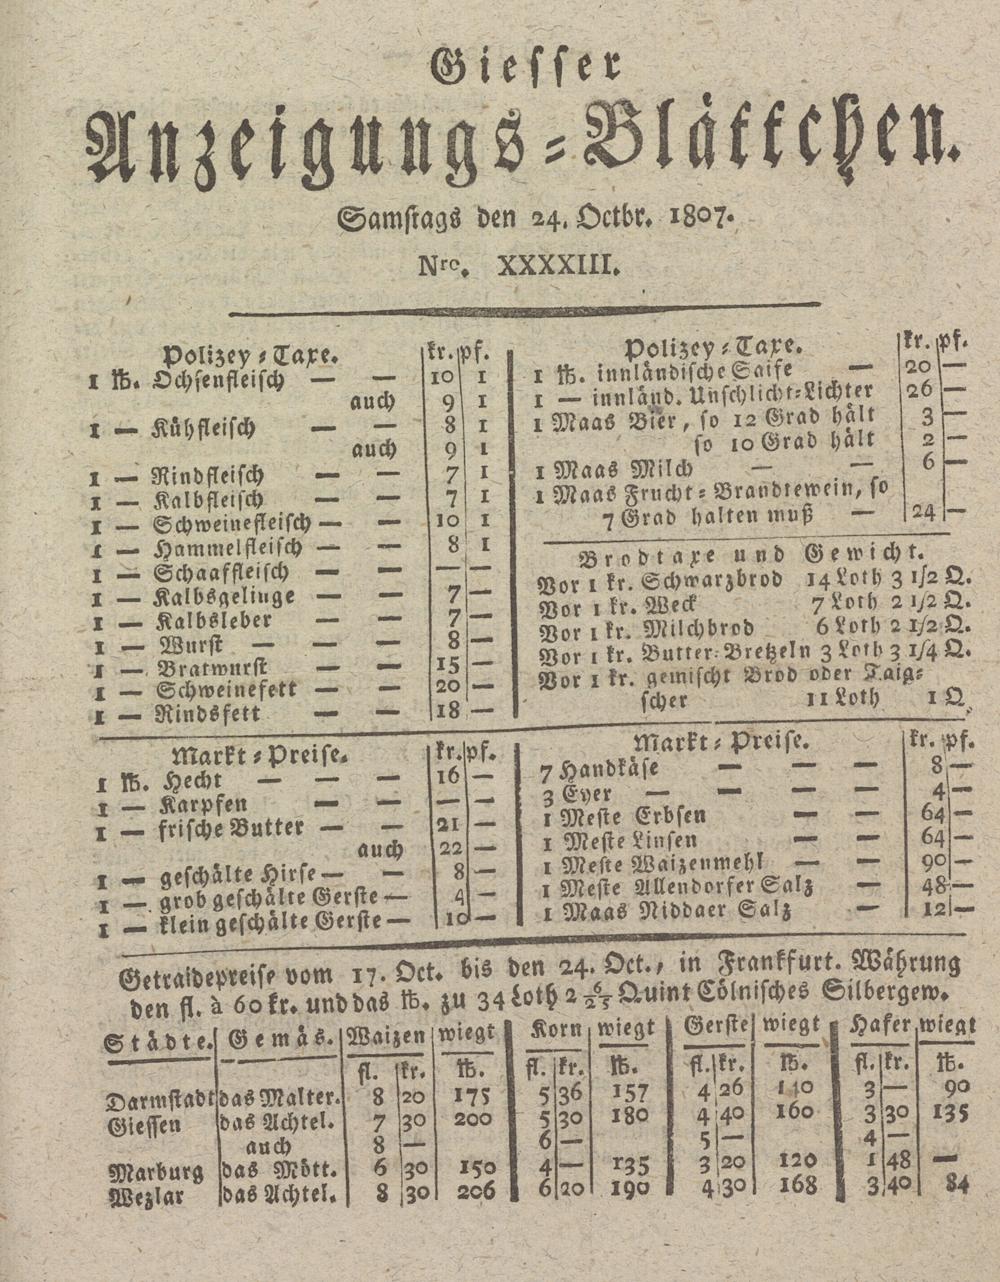 Giesser
Anzeigungs-Blättchen.
Samstags den 24. Octbr. 1807.
Nro. XXXXIII.
Polizey-Taxe. kr. pf.
1 ℔. Ochsenfleisch — — 10 1
auch 9 1
1 — Kühfleisch — — 8 1
auch 9 1
1 — Rindfleisch — — 7 1
1 — Kalbfleisch — — 7 1
1 — Schweinefleisch — — 10 1
1 — Hammelfleisch — — 8 1
1 — Schaaffleisch — — — —
1 — Kalbsgelinge — — 7 —
1 — Kalbsleber — — 7 —
1 — Wurst — — — 8 —
1 — Bratwurst — — 15 —
1 — Schweinefett — — 20 —
1 — Rindsfett — — 18 —
Polizey-Taxe. kr. pf.
1 ℔. innländische Saife — 20 —
1 — innländ. Unschlicht-Lichter 26 —
1 Maas Bier, so 12 Grad hält 3 —
so 10 Grad hält 2 —
1 Maas Milch — — 6 —
1 Maas Frucht-Brandtewein, so
7 Grad halten muß — 24 —
Brodtaxe und Gewicht.
Vor 1 kr. Schwarzbrod 14 Loth 3 1/2 Q.
Vor 1 kr. Weck 7 Loth 2 1/2 Q.
Vor 1 kr. Milchbrod 6 Loth 2 1/2 Q.
Vor 1 kr. Butter-Bretzeln 3 Loth 3 1/4 Q.
Vor 1 kr. gemischt Brod oder Taig-
scher 11 Loth 1 Q.
Markt-Preise. kr. pf.
1 ℔. Hecht — — — 16 —
1 — Karpfen — — — —
1 — frische Butter — — 21 —
auch 22 —
1 — geschälte Hirse — — 8 —
1 — grob geschälte Gerste — 4 —
1 — klein geschälte Gerste — 10 —
Markt-Preise. kr. pf.
7 Handkäse — — — 8 —
3 Eyer — — — — 4 —
1 Meste Erbsen — — 64 —
1 Meste Linsen — — 64 —
1 Meste Waizenmehl — — 90 —
1 Meste Allendorfer Salz — 48 —
1 Maas Niddaer Salz — 12 —
Getraidepreise vom 17. Oct. bis den 24. Oct., in Frankfurt. Währung
den fl. à 60 kr. und das ℔. zu 34 Loth 2 6/25 Quint Cölnisches Silbergew.
Städte. Gemäs. Waizen wiegt Korn wiegt Gerste wiegt Hafer wiegt
fl. kr. ℔. fl. kr. ℔. fl. kr. ℔. fl. kr. ℔.
Darmstadt das Malter. 8 20 175 5 36 157 4 26 140 3 — 90
Giessen das Achtel. 7 30 200 5 30 180 4 40 160 3 30 135
auch 8 — 6 — 5 — 4 —
Marburg das Mött. 6 30 150 4 — 135 3 20 120 1 48 —
Wezlar das Achtel. 8 30 206 6 20 190 4 30 168 3 40 84